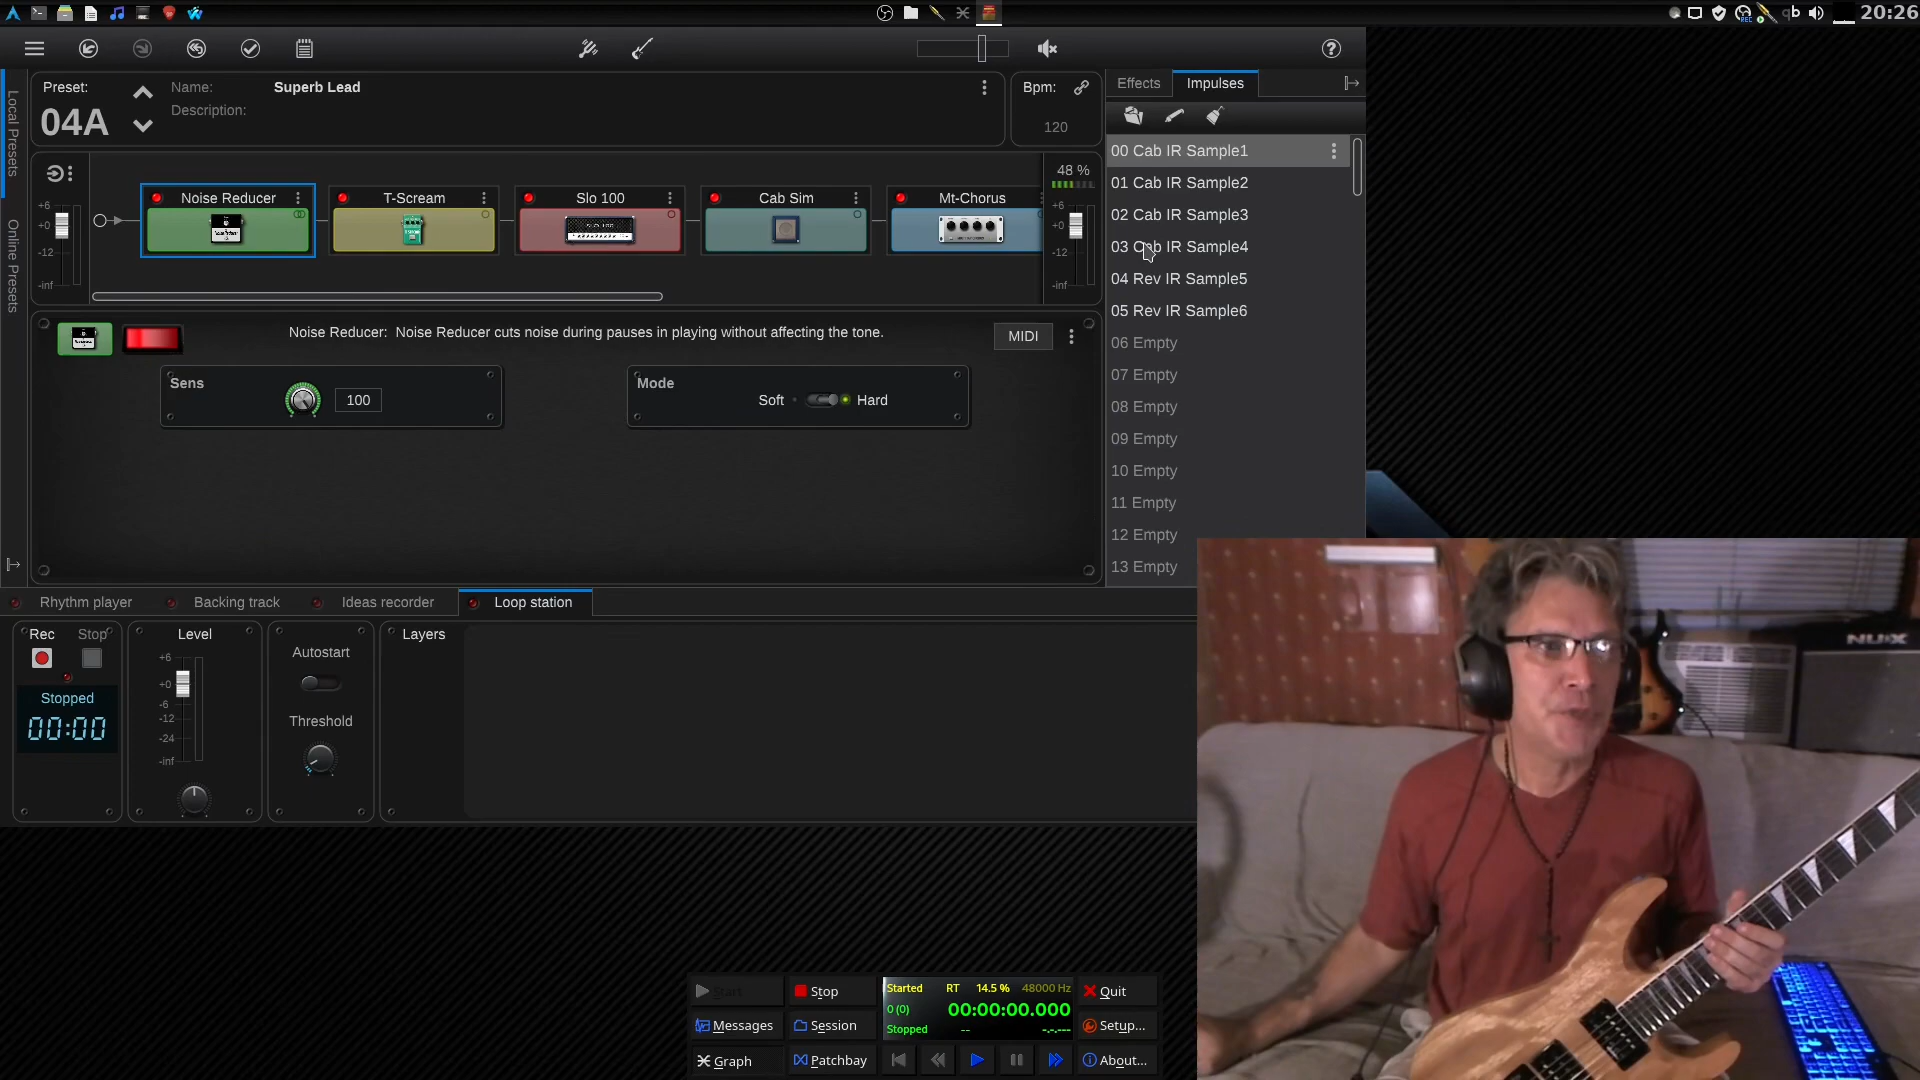 20:26
Preset:
04A
Name:
Superb Lead
Description:
Bpm:
120
Effects
Impulses
Local Presets
Online Presets
+6
+0
-12
-inf
Noise Reducer
T-Scream
Slo 100
SLO 100
Cab Sim
Mt-Chorus
48 %
+6
+0
-12
-inf
00 Cab IR Sample1
01 Cab IR Sample2
02 Cab IR Sample3
03 Cab IR Sample4
04 Rev IR Sample5
05 Rev IR Sample6
06 Empty
07 Empty
08 Empty
09 Empty
10 Empty
11 Empty
12 Empty
13 Empty
Noise Reducer: Noise Reducer cuts noise during pauses in playing without affecting the tone.
MIDI
Sens
100
Mode
Soft
Hard
Rhythm player
Backing track
Ideas recorder
Loop station
Rec
Stop
Stopped
00:00
Level
+6
+0
-6
-12
-24
-inf
Autostart
Threshold
Layers
NUX
Start
Stop
Started RT 14.5 % 48000 Hz
0 (0) 00:00:00.000
Stopped -- -.-.---
Quit
Messages
Session
Setup...
Graph
Patchbay
About...